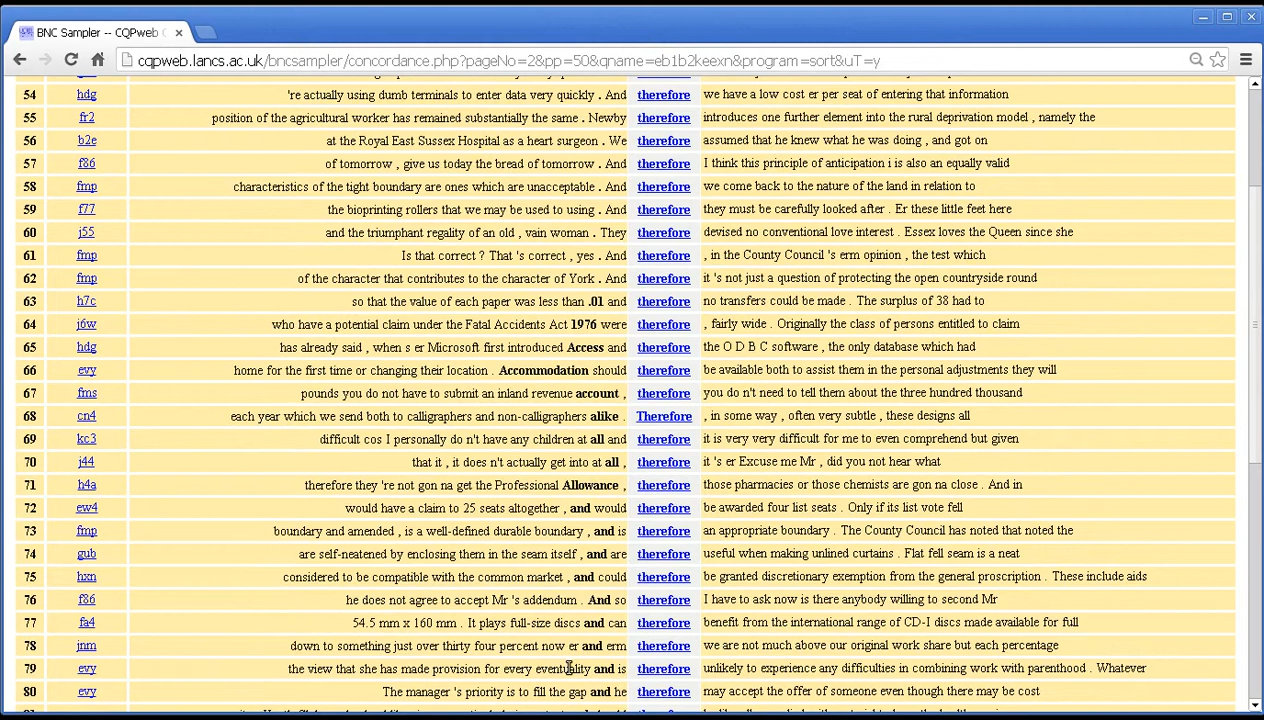 BNC Sampler -- CQPweb C
cqpweb.lancs.ac.uk/bncsampler/concordance.php?pageNo=2&pp=50&qname=eb1b2keexn&program=sort&uT=y
54 hdg 're actually using dumb terminals to enter data very quickly . And therefore we have a low cost er per seat of entering that information
55 fr2 position of the agricultural worker has remained substantially the same . Newby therefore introduces one further element into the rural deprivation model , namely the
56 b2e at the Royal East Sussex Hospital as a heart surgeon . We therefore assumed that he knew what he was doing , and got on
57 f86 of tomorrow , give us today the bread of tomorrow . And therefore I think this principle of anticipation i is also an equally valid
58 fmp characteristics of the tight boundary are ones which are unacceptable . And therefore we come back to the nature of the land in relation to
59 f77 the bioprinting rollers that we may be used to using . And therefore they must be carefully looked after . Er these little feet here
60 j55 and the triumphant regality of an old , vain woman . They therefore devised no conventional love interest . Essex loves the Queen since she
61 fmp Is that correct ? That 's correct , yes . And therefore , in the County Council 's erm opinion , the test which
62 fmp of the character that contributes to the character of York . And therefore it 's not just a question of protecting the open countryside round
63 h7c so that the value of each paper was less than .01 and therefore no transfers could be made . The surplus of 38 had to
64 j6w who have a potential claim under the Fatal Accidents Act 1976 were therefore , fairly wide . Originally the class of persons entitled to claim
65 hdg has already said , when s er Microsoft first introduced Access and therefore the O D B C software , the only database which had
66 evy home for the first time or changing their location . Accommodation should therefore be available both to assist them in the personal adjustments they will
67 fms pounds you do not have to submit an inland revenue account , therefore you do n't need to tell them about the three hundred thousand
68 cn4 each year which we send both to calligraphers and non-calligraphers alike . Therefore , in some way , often very subtle , these designs all
69 kc3 difficult cos I personally do n't have any children at all and therefore it is very very difficult for me to even comprehend but given
70 j44 that it , it does n't actually get into at all , therefore it 's er Excuse me Mr , did you not hear what
71 h4a therefore they 're not gon na get the Professional Allowance , therefore those pharmacies or those chemists are gon na close . And in
72 ew4 would have a claim to 25 seats altogether , and would therefore be awarded four list seats . Only if its list vote fell
73 fmp boundary and amended , is a well-defined durable boundary , and is therefore an appropriate boundary . The County Council has noted that noted the
74 gub are self-neatened by enclosing them in the seam itself , and are therefore useful when making unlined curtains . Flat fell seam is a neat
75 hxn considered to be compatible with the common market , and could therefore be granted discretionary exemption from the general proscription . These include aids
76 f86 he does not agree to accept Mr 's addendum . And so therefore I have to ask now is there anybody willing to second Mr
77 fa4 54.5 mm x 160 mm . It plays full-size discs and can therefore benefit from the international range of CD-I discs made available for full
78 jnm down to something just over thirty four percent now er and erm therefore we are not much above our original work share but each percentage
79 evy the view that she has made provision for every eventuality and is therefore unlikely to experience any difficulties in combining work with parenthood . Whatever
80 evy The manager 's priority is to fill the gap and he therefore may accept the offer of someone even though there may be cost